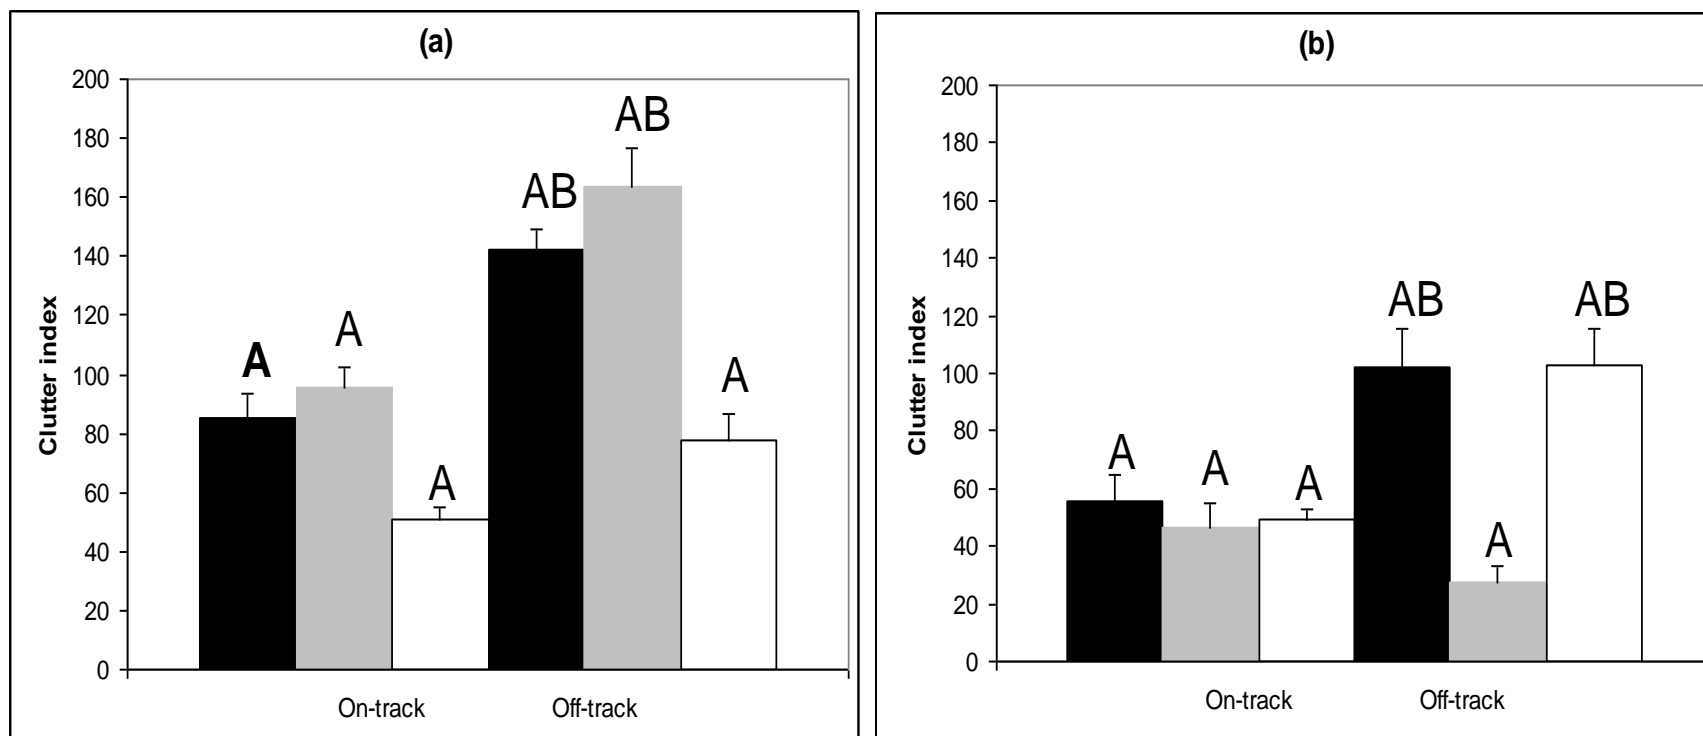 (a)
200
180
160
140
120
100
80
60
40
20
0
Clutter index
A
A
A
AB
AB
A
On-track Off-track
(b)
200
180
160
140
120
100
80
60
40
20
0
Clutter index
A
A
A
AB
A
AB
On-track Off-track